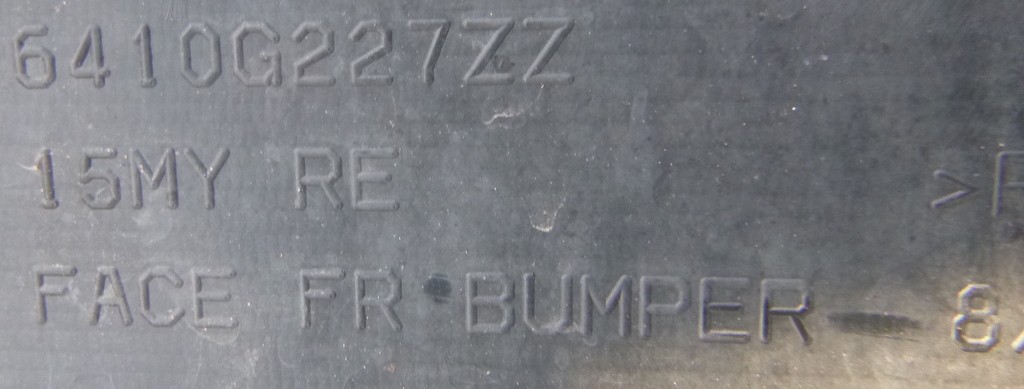 6410G227ZZ
15MY RE
FACE FR BUMPER